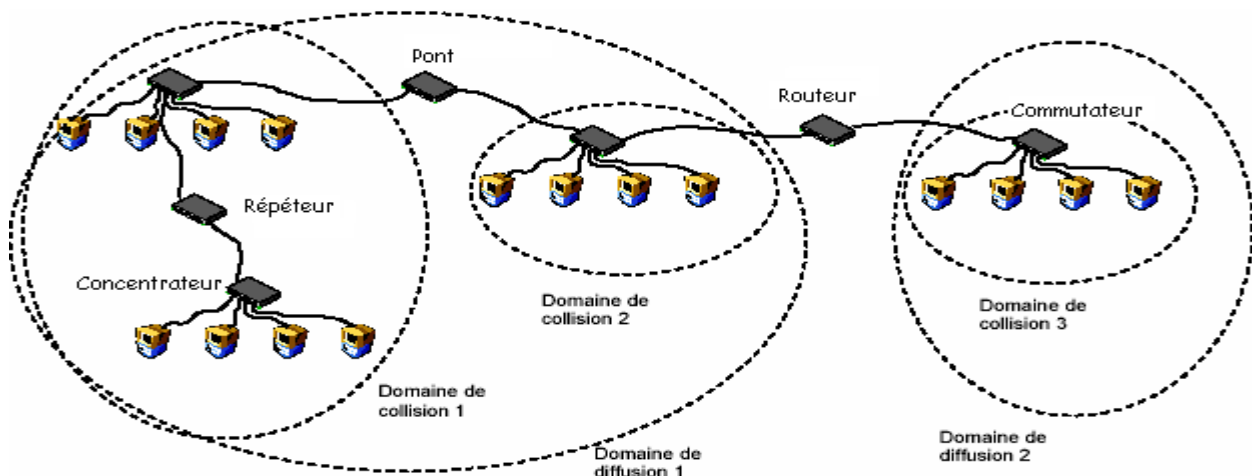 Pont
Routeur
Commutateur
Répéteur
Concentrateur
Domaine de
collision 2
Domaine de
collision 3
Domaine de
collision 1
Domaine de
diffusion 2
Domaine de
diffusion 1